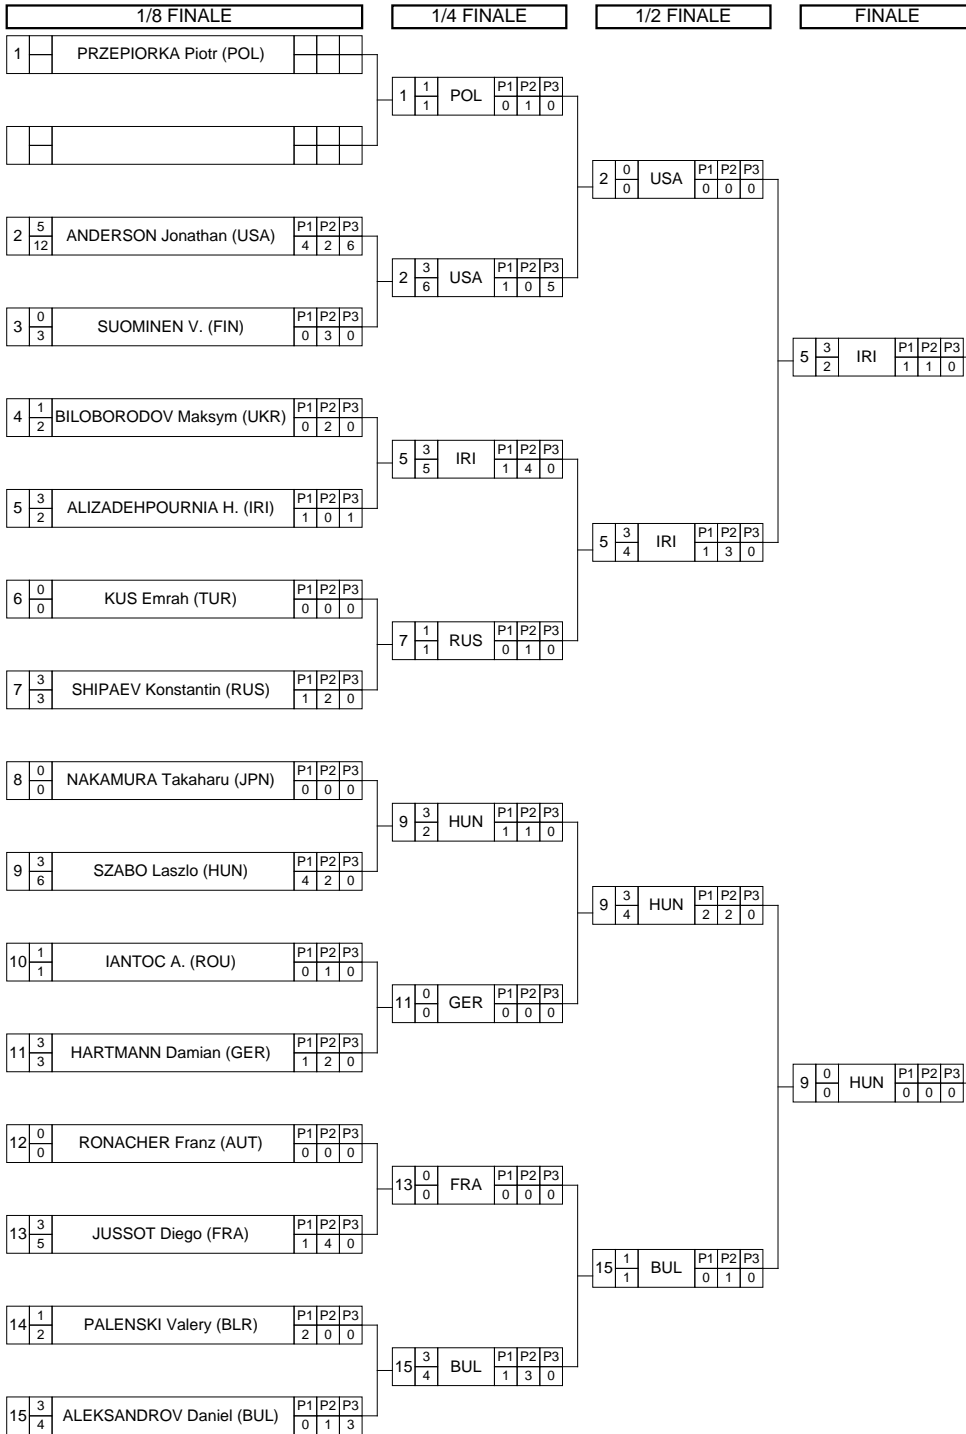 1/8 FINALE 1/4 FINALE 1/2 FINALE FINALE
1 PRZEPIORKA Piotr (POL)
1 1 POL P1 P2 P3
1 0 1 0
2 0 USA P1 P2 P3
0 0 0 0
2 5 ANDERSON Jonathan (USA) P1 P2 P3
12 4 2 6
2 3 USA P1 P2 P3
6 1 0 5
3 0 SUOMINEN V. (FIN) P1 P2 P3
3 0 3 0
5 3 IRI P1 P2 P3
2 1 1 0
4 1 BILOBORODOV Maksym (UKR) P1 P2 P3
2 0 2 0
5 3 IRI P1 P2 P3
5 1 4 0
5 3 ALIZADEHPOURNIA H. (IRI) P1 P2 P3
2 1 0 1
5 3 IRI P1 P2 P3
4 1 3 0
6 0 KUS Emrah (TUR) P1 P2 P3
0 0 0 0
7 1 RUS P1 P2 P3
1 0 1 0
7 3 SHIPAEV Konstantin (RUS) P1 P2 P3
3 1 2 0
8 0 NAKAMURA Takaharu (JPN) P1 P2 P3
0 0 0 0
9 3 HUN P1 P2 P3
2 1 1 0
9 3 SZABO Laszlo (HUN) P1 P2 P3
6 4 2 0
9 3 HUN P1 P2 P3
4 2 2 0
10 1 IANTOC A. (ROU) P1 P2 P3
1 0 1 0
11 0 GER P1 P2 P3
0 0 0 0
11 3 HARTMANN Damian (GER) P1 P2 P3
3 1 2 0
9 0 HUN P1 P2 P3
0 0 0 0
12 0 RONACHER Franz (AUT) P1 P2 P3
0 0 0 0
13 0 FRA P1 P2 P3
0 0 0 0
13 3 JUSSOT Diego (FRA) P1 P2 P3
5 1 4 0
15 1 BUL P1 P2 P3
1 0 1 0
14 1 PALENSKI Valery (BLR) P1 P2 P3
2 2 0 0
15 3 BUL P1 P2 P3
4 1 3 0
15 3 ALEKSANDROV Daniel (BUL) P1 P2 P3
4 0 1 3